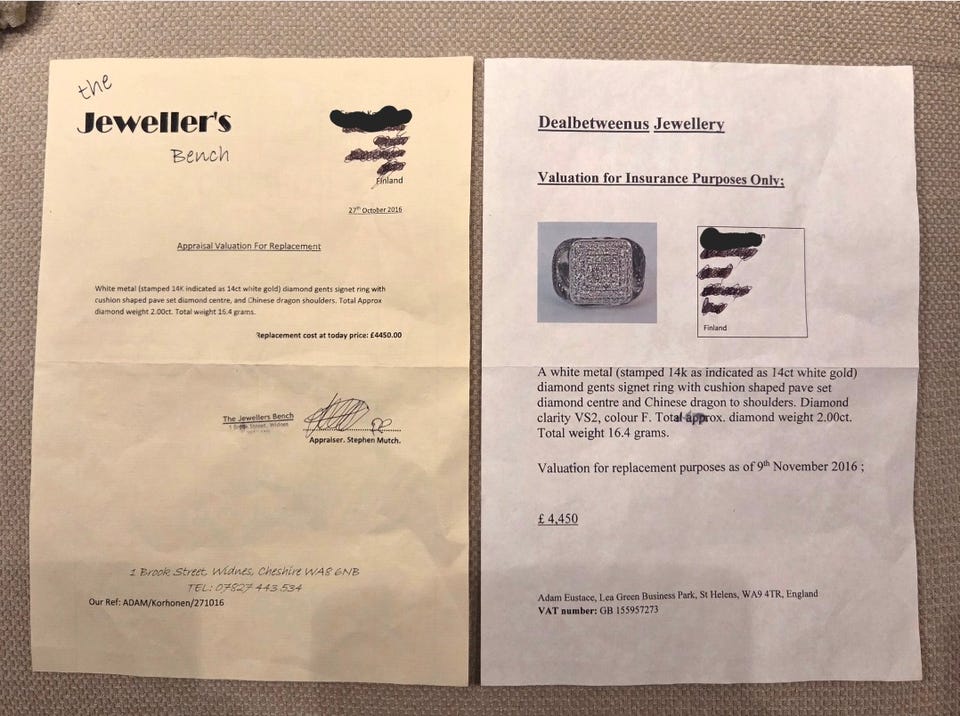 the
Jeweller's
Bench
Finland
27th October 2016
Appraisal Valuation For Replacement
White metal (stamped 14K indicated as 14ct white gold) diamond gents signet ring with
cushion shaped pave set diamond centre, and Chinese dragon shoulders. Total Approx
diamond weight 2.00ct. Total weight 16.4 grams.
Replacement cost at today price: £4450.00
The Jewellers Bench
1 Brook Street, Widnes
Appraiser. Stephen Mutch.
1 Brook Street, Widnes, Cheshire WA8 6NB
TEL: 07827 443 534
Our Ref: ADAM/Korhonen/271016
Dealbetweenus Jewellery
Valuation for Insurance Purposes Only;
Finland
A white metal (stamped 14k as indicated as 14ct white gold)
diamond gents signet ring with cushion shaped pave set
diamond centre and Chinese dragon to shoulders. Diamond
clarity VS2, colour F. Total approx. diamond weight 2.00ct.
Total weight 16.4 grams.
Valuation for replacement purposes as of 9th November 2016 ;
£ 4,450
Adam Eustace, Lea Green Business Park, St Helens, WA9 4TR, England
VAT number: GB 155957273